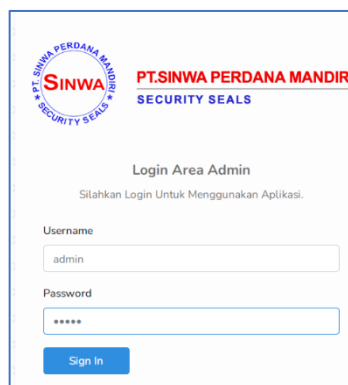 PT. SINWA PERDANA MANDIRI
SINWA
* SECURITY SEALS *
PT.SINWA PERDANA MANDIR
SECURITY SEALS
Login Area Admin
Silahkan Login Untuk Menggunakan Aplikasi.
Username
admin
Password
•••••
Sign In